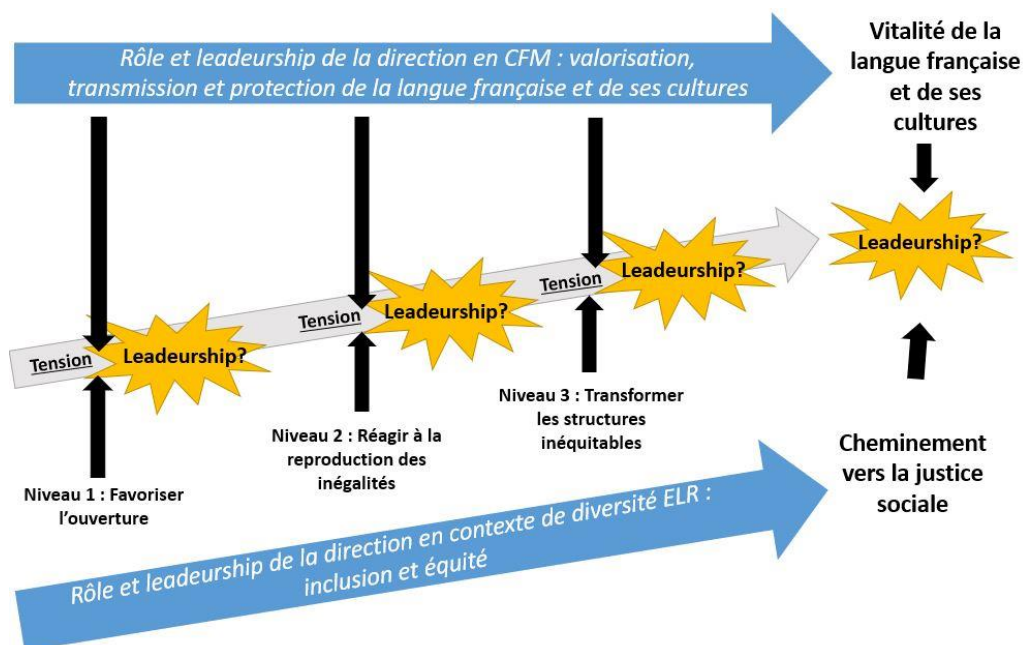 Rôle et leadeurship de la direction en CFM : valorisation,
transmission et protection de la langue française et de ses cultures
Vitalité de la
langue française
et de ses
cultures
Leadeurship?
Tension
Leadeurship?
Tension
Leadeurship?
Tension
Leadeurship?
Niveau 1 : Favoriser
l’ouverture
Niveau 2 : Réagir à la
reproduction des
inégalités
Niveau 3 : Transformer
les structures
inéquitables
Cheminement
vers la justice
sociale
Rôle et leadeurship de la direction en contexte de diversité ELR :
inclusion et équité